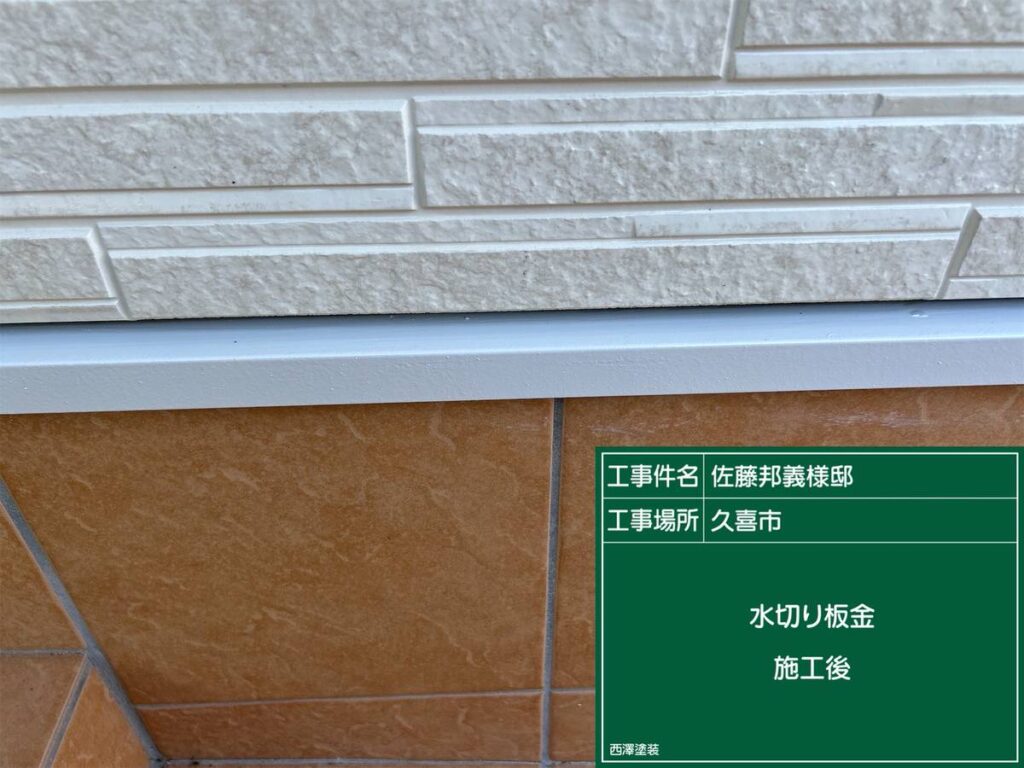 工事件名 佐藤邦義様邸
工事場所 久喜市
水切り板金
施工後
西澤塗装